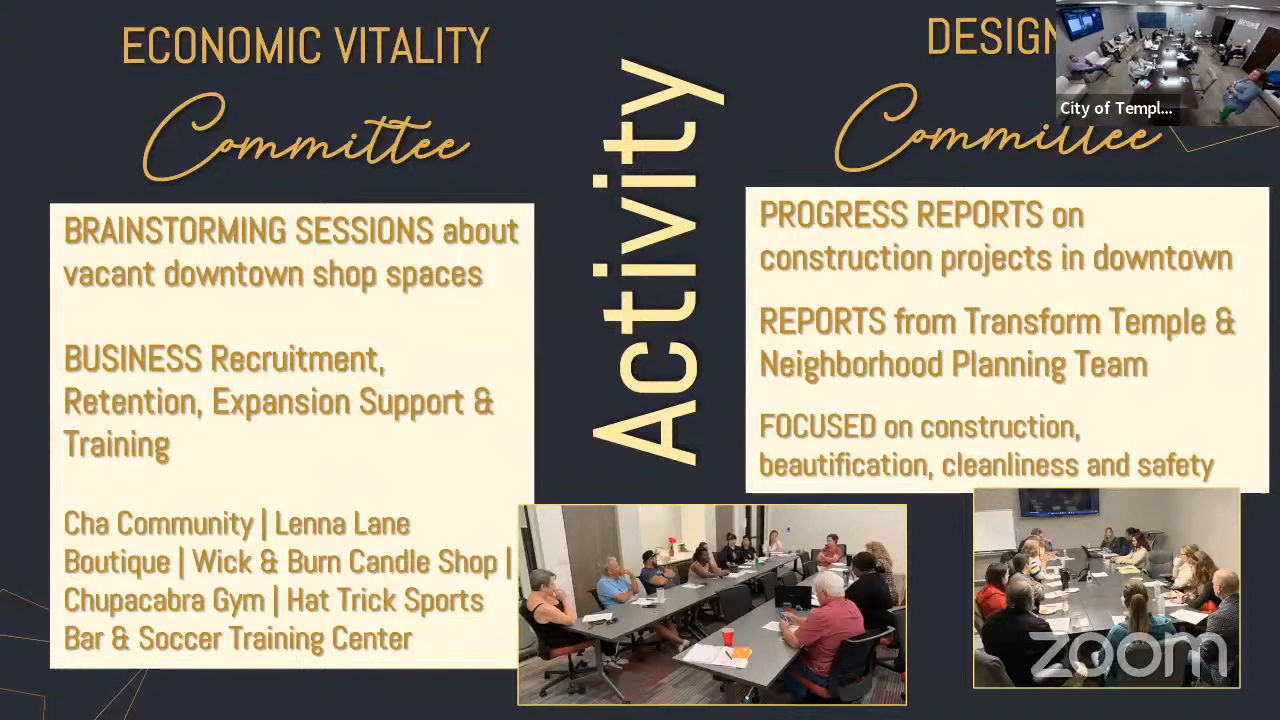 ECONOMIC VITALITY
Committee
BRAINSTORMING SESSIONS about
vacant downtown shop spaces
BUSINESS Recruitment,
Retention, Expansion Support &
Training
Cha Community | Lenna Lane
Boutique | Wick & Burn Candle Shop |
Chupacabra Gym | Hat Trick Sports
Bar & Soccer Training Center
Activity
DESIGN
Committee
City of Templ...
PROGRESS REPORTS on
construction projects in downtown
REPORTS from Transform Temple &
Neighborhood Planning Team
FOCUSED on construction,
beautification, cleanliness and safety
zoom